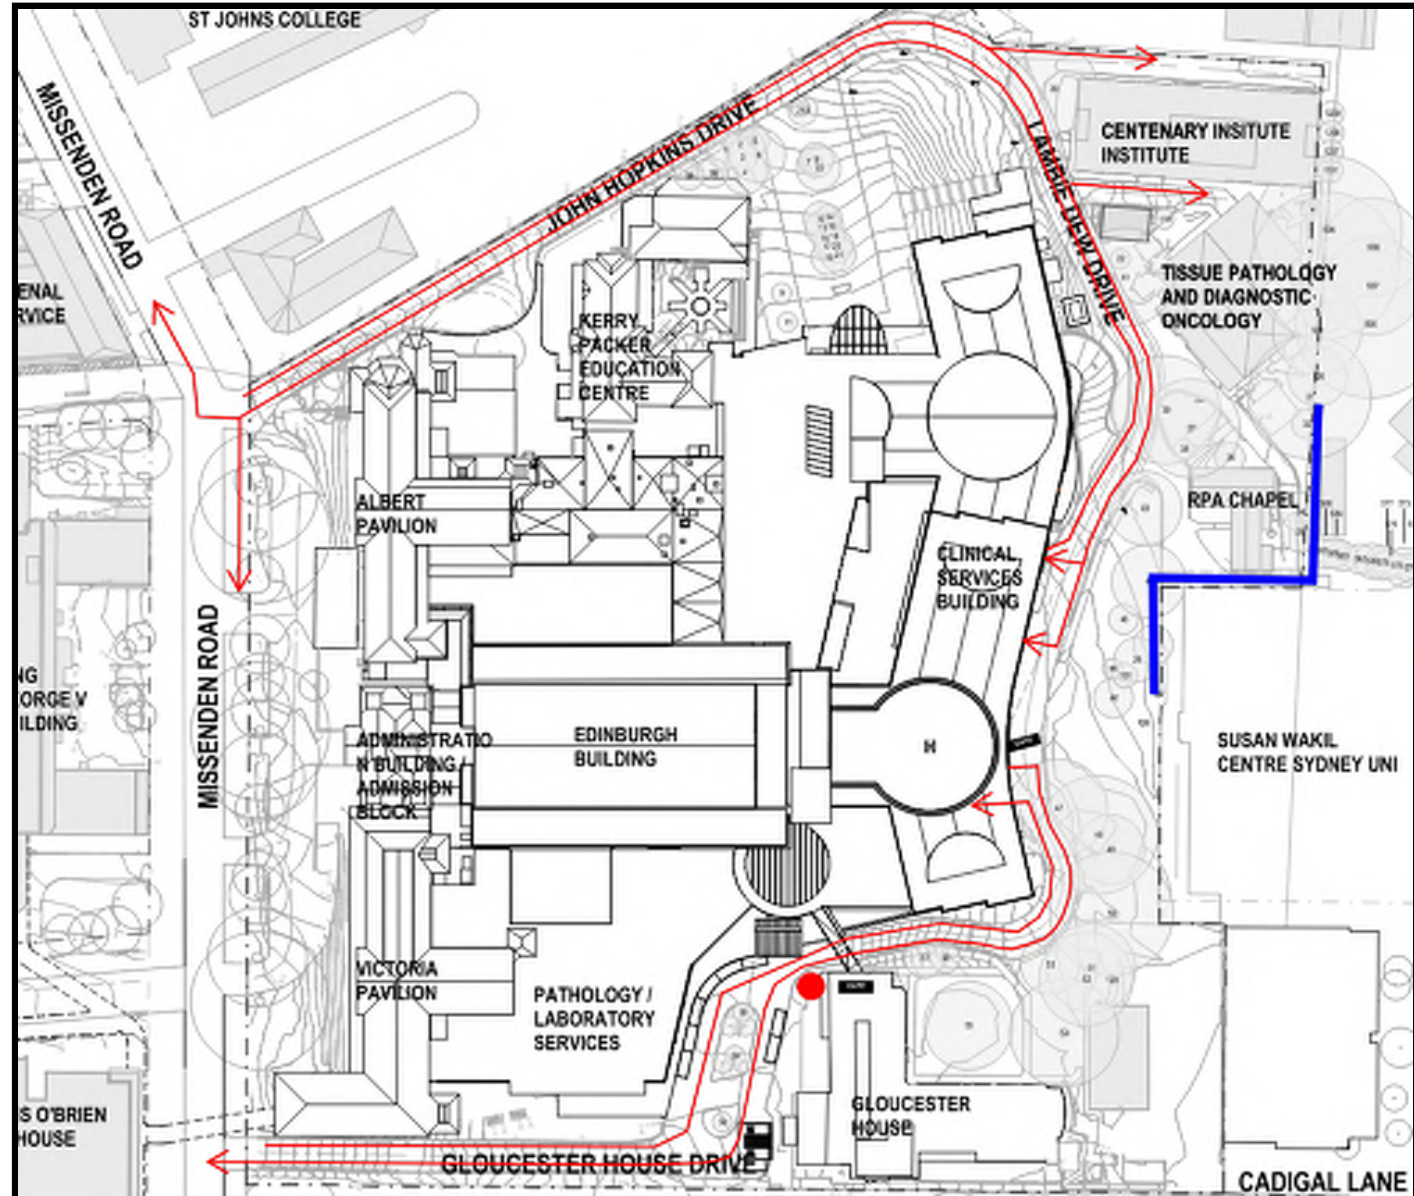 ST JOHNS COLLEGE
MISSENDEN ROAD
JOHN HOPKINS DRIVE
LAMBIE DEW DRIVE
CENTENARY INSITUTE
INSTITUTE
TISSUE PATHOLOGY
AND DIAGNOSTIC
ONCOLOGY
ENAL
RVICE
KERRY
PACKER
EDUCATION
CENTRE
ALBERT
PAVILION
RPA CHAPEL
CLINICAL
SERVICES
BUILDING
MISSENDEN ROAD
NG
ORGE V
ILDING
ADMINISTRATIO
N BUILDING /
ADMISSION
BLOCK
EDINBURGH
BUILDING
H
SUSAN WAKIL
CENTRE SYDNEY UNI
VICTORIA
PAVILION
PATHOLOGY /
LABORATORY
SERVICES
GLOUCESTER
HOUSE
S O'BRIEN
HOUSE
GLOUCESTER HOUSE DRIVE
CADIGAL LANE